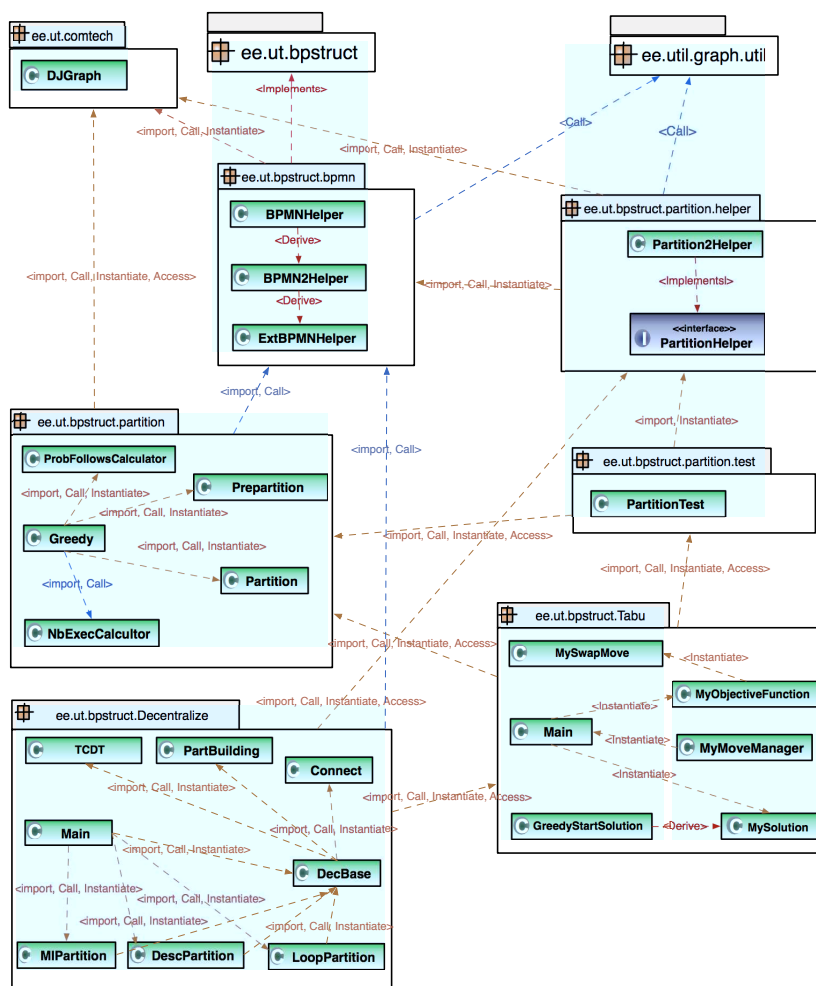 ee.ut.comtech
DJGraph
ee.ut.bpstruct
ee.util.graph.util
<Implements>
<import, Call, Instantiate>
<Call>
<Call>
<import, Call, Instantiate>
ee.ut.bpstruct.bpmn
BPMNHelper
<Derive>
BPMN2Helper
<Derive>
ExtBPMNHelper
ee.ut.bpstruct.partition.helper
Partition2Helper
<Implementsl>
<<interface>>
PartitionHelper
<import, Call, Instantiate, Access>
<import, Call, Instantiate>
<import, Call>
<import, Instantiate>
ee.ut.bpstruct.partition
ProbFollowsCalculator
<import, Call, Instantiate>
Prepartition
<import, Call, Instantiate>
Greedy
<import, Call, Instantiate>
<import, Call>
Partition
NbExecCalcultor
<import, Call>
ee.ut.bpstruct.partition.test
PartitionTest
<import, Call, Instantiate, Access>
<import, Call, Instantiate, Access>
<import, Call, Instantiate, Access>
<import, Call, Instantiate, Access>
ee.ut.bpstruct.Tabu
MySwapMove
<Instantiate>
MyObjectiveFunction
<Instantiate>
Main
<Instantiate>
MyMoveManager
<Instantiate>
GreedyStartSolution
<Derive>
MySolution
ee.ut.bpstruct.Decentralize
TCDT
PartBuilding
Connect
<import, Call, Instantiate, Access>
<import, Call, Instantiate>
Main
<import, Call, Instantiate>
DecBase
<import, Call, Instantiate>
<import, Call, Instantiate>
<import, Call, Instantiate>
MIPartition
DescPartition
LoopPartition